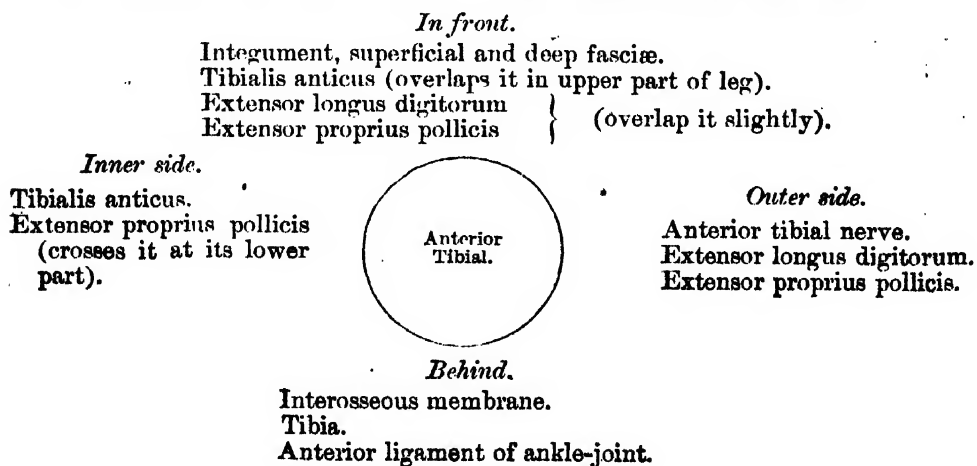 In front.
Integument, superficial and deep fasciæ.
Tibialis anticus (overlaps it in upper part of leg).
Extensor longus digitorum
Extensor proprius pollicis
(overlap it slightly).
Inner side.
Tibialis anticus.
Extensor proprius pollicis
(crosses it at its lower
part).
Anterior
Tibial.
Outer side.
Anterior tibial nerve.
Extensor longus digitorum.
Extensor proprius pollicis.
Behind.
Interosseous membrane.
Tibia.
Anterior ligament of ankle-joint.